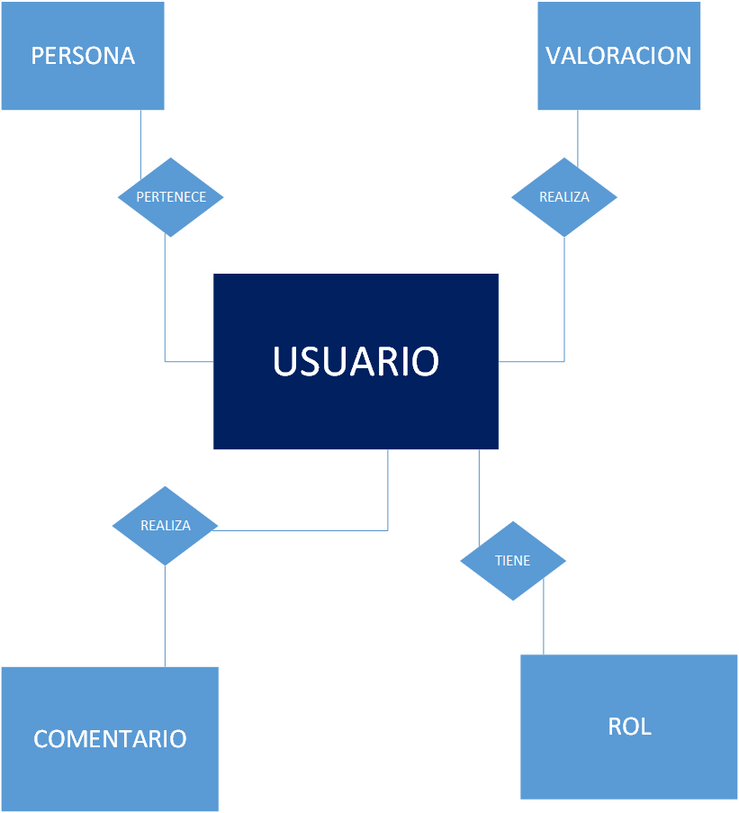 PERSONA
VALORACION
PERTENECE
REALIZA
USUARIO
REALIZA
TIENE
COMENTARIO
ROL